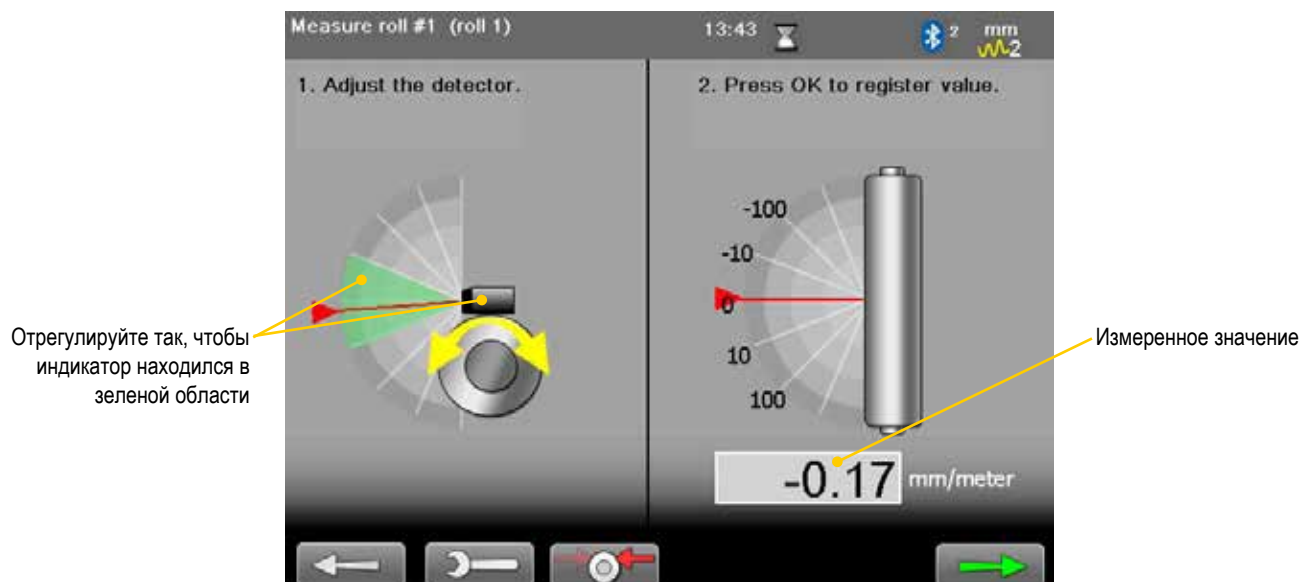 Measure roll #1 (roll 1)
13:43
2
mm
2
1. Adjust the detector.
2. Press OK to register value.
-100
-10
0
10
100
Отрегулируйте так, чтобы
индикатор находился в
зеленой области
Измеренное значение
-0.17 mm/meter